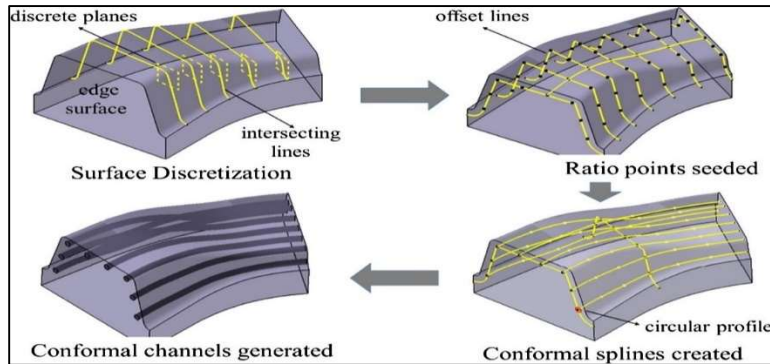 discrete planes
edge surface
intersecting
lines
Surface Discretization
offset lines
Ratio points seeded
Conformal channels generated
circular profile
Conformal splines created